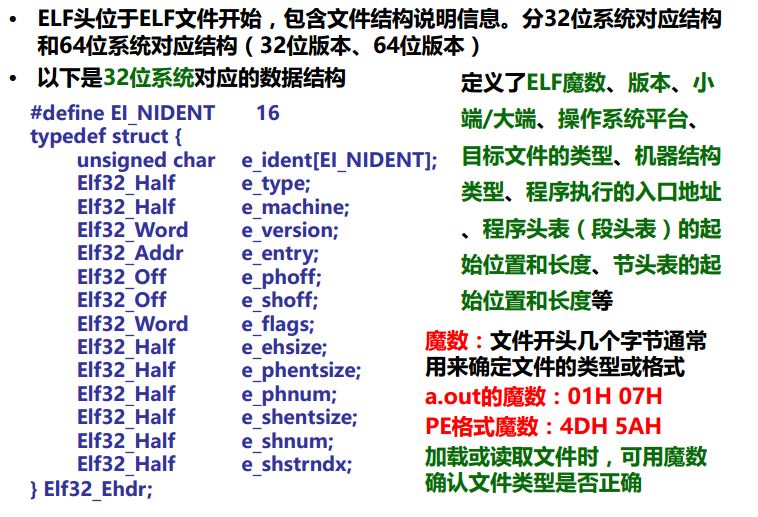 • ELF头位于ELF文件开始，包含文件结构说明信息。分32位系统对应结构
和64位系统对应结构（32位版本、64位版本）
• 以下是32位系统对应的数据结构
#define EI_NIDENT 16
typedef struct {
unsigned char e_ident[EI_NIDENT];
Elf32_Half e_type;
Elf32_Half e_machine;
Elf32_Word e_version;
Elf32_Addr e_entry;
Elf32_Off e_phoff;
Elf32_Off e_shoff;
Elf32_Word e_flags;
Elf32_Half e_ehsize;
Elf32_Half e_phentsize;
Elf32_Half e_phnum;
Elf32_Half e_shentsize;
Elf32_Half e_shnum;
Elf32_Half e_shstrndx;
} Elf32_Ehdr;
定义了ELF魔数、版本、小
端/大端、操作系统平台、
目标文件的类型、机器结构
类型、程序执行的入口地址
、程序头表（段头表）的起
始位置和长度、节头表的起
始位置和长度等
魔数：文件开头几个字节通常
用来确定文件的类型或格式
a.out的魔数：01H 07H
PE格式魔数：4DH 5AH
加载或读取文件时，可用魔数
确认文件类型是否正确